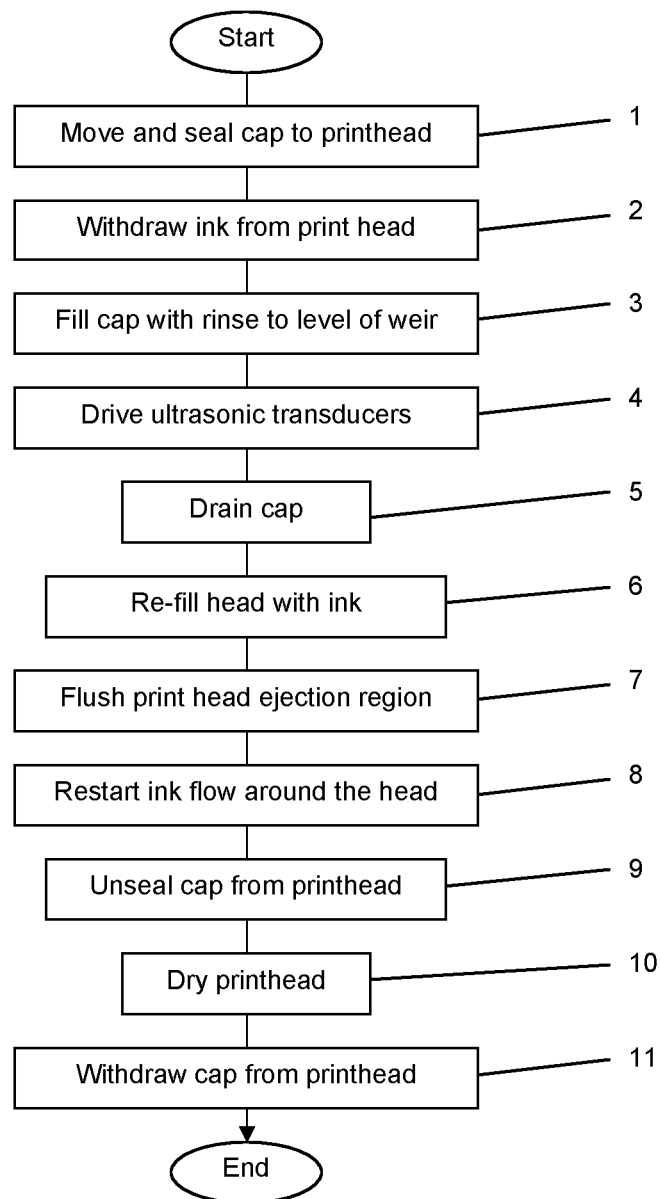 Start
Move and seal cap to printhead
1
Withdraw ink from print head
2
Fill cap with rinse to level of weir
3
Drive ultrasonic transducers
4
Drain cap
5
Re-fill head with ink
6
Flush print head ejection region
7
Restart ink flow around the head
8
Unseal cap from printhead
9
Dry printhead
10
Withdraw cap from printhead
11
End